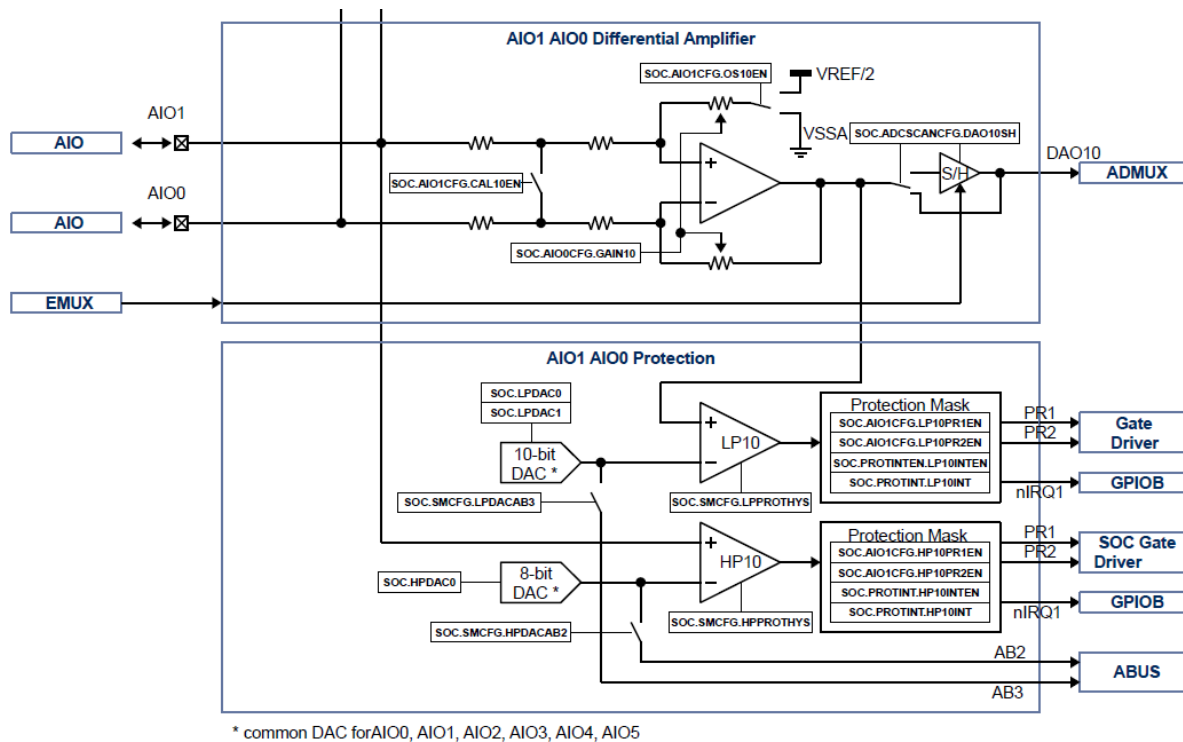 AIO1 AIO0 Differential Amplifier
SOC.AIO1CFG.OS10EN
VREF/2
AIO1
VSSA
SOC.ADCSCANCFG.DAO10SH
AIO
+
S/H
DAO10
ADMUX
SOC.AIO1CFG.CAL10EN
AIO0
AIO
−
SOC.AIO0CFG.GAIN10
EMUX
AIO1 AIO0 Protection
SOC.LPDAC0
SOC.LPDAC1
Protection Mask
PR1
+
SOC.AIO1CFG.LP10PR1EN
Gate
Driver
LP10
SOC.AIO1CFG.LP10PR2EN
PR2
10-bit
DAC *
−
SOC.PROTINTEN.LP10INTEN
SOC.PROTINT.LP10INT
nIRQ1
GPIOB
SOC.SMCFG.LPDACAB3
SOC.SMCFG.LPPROTHYS
Protection Mask
PR1
+
SOC.AIO1CFG.HP10PR1EN
SOC Gate
Driver
HP10
SOC.AIO1CFG.HP10PR2EN
PR2
SOC.HPDAC0
8-bit
DAC *
−
SOC.PROTINT.HP10INTEN
SOC.PROTINT.HP10INT
nIRQ1
GPIOB
SOC.SMCFG.HPPROTHYS
SOC.SMCFG.HPDACAB2
AB2
ABUS
AB3
* common DAC forAIO0, AIO1, AIO2, AIO3, AIO4, AIO5